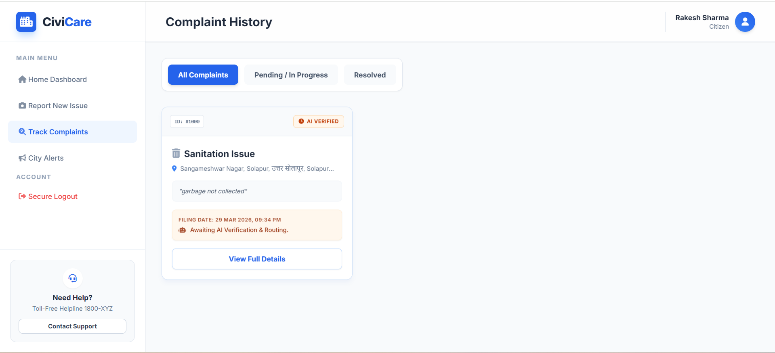 CiviCare
Complaint History
Rakesh Sharma
Citizen
MAIN MENU
Home Dashboard
Report New Issue
Track Complaints
City Alerts
ACCOUNT
Secure Logout
Need Help?
Toll-Free Helpline 1800-XYZ
Contact Support
All Complaints
Pending / In Progress
Resolved
ID: #1000
AI VERIFIED
Sanitation Issue
Sangameshwar Nagar, Solapur, उत्तर सोलापूर, Solapur...
"garbage not collected"
FILING DATE: 29 MAR 2026, 09:34 PM
Awaiting AI Verification & Routing.
View Full Details